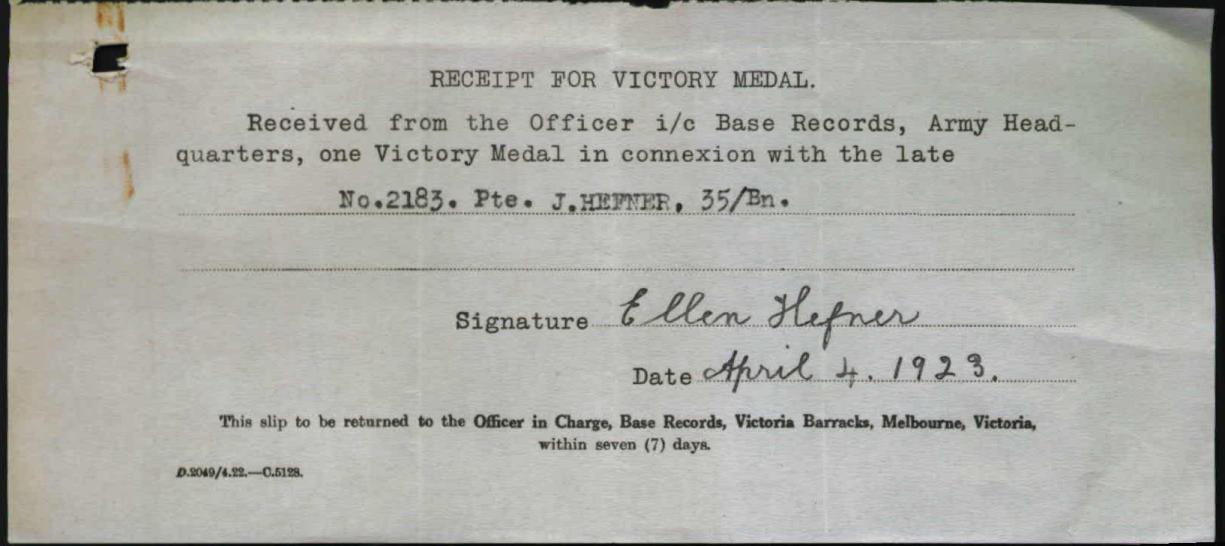 RECEIPT FOR VICTORY MEDAL.
Received from the Officer i/c Base Records, Army Head-
quarters, one Victory Medal in connexion with the late
No.2183. Pte. J.HEFNER, 35/Bn.
Signature Ellen Hefner
Date April 4. 1923.
This slip to be returned to the Officer in Charge, Base Records, Victoria Barracks, Melbourne, Victoria,
within seven (7) days.
D.2049/4.22.—C.5128.